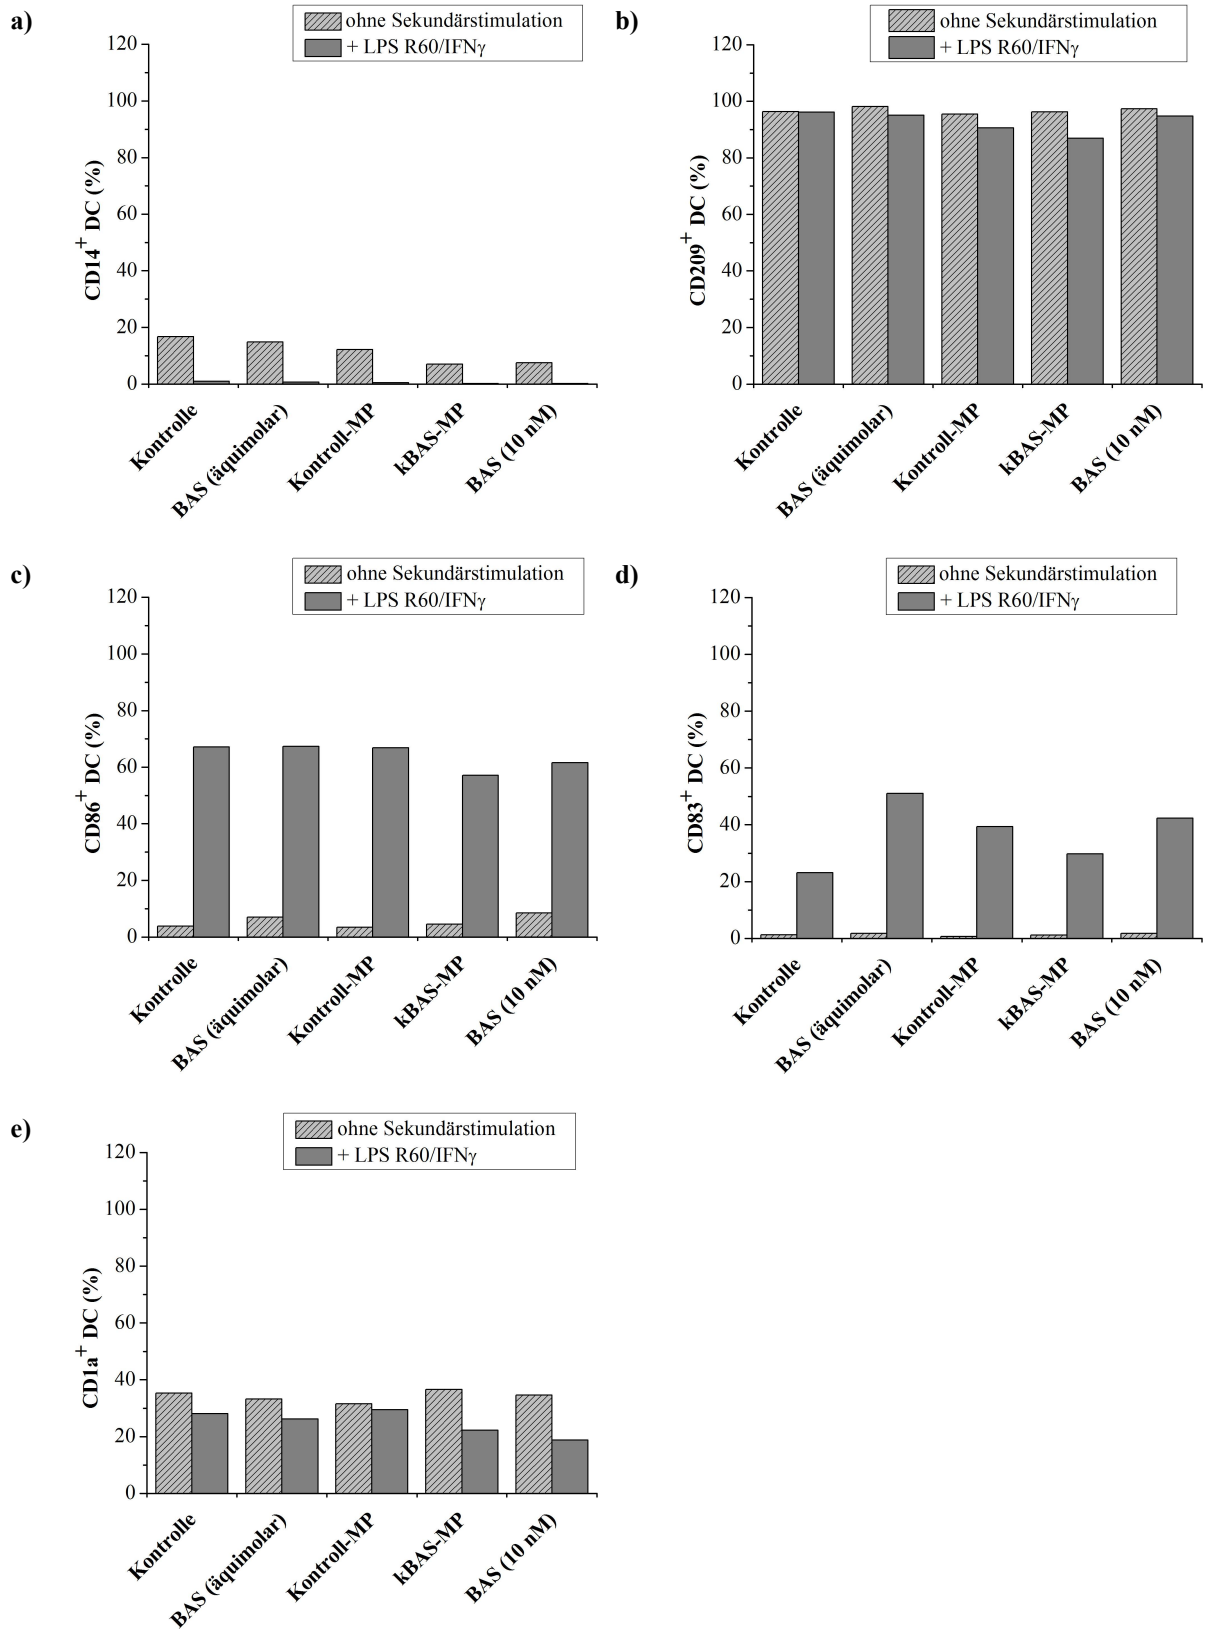 a)
ohne Sekundärstimulation
+ LPS R60/IFNγ
120
100
80
60
40
20
0
CD14+ DC (%)
Kontrolle
BAS (äquimolar)
Kontroll-MP
kBAS-MP
BAS (10 nM)
b)
ohne Sekundärstimulation
+ LPS R60/IFNγ
120
100
80
60
40
20
0
CD209+ DC (%)
Kontrolle
BAS (äquimolar)
Kontroll-MP
kBAS-MP
BAS (10 nM)
c)
ohne Sekundärstimulation
+ LPS R60/IFNγ
120
100
80
60
40
20
0
CD86+ DC (%)
Kontrolle
BAS (äquimolar)
Kontroll-MP
kBAS-MP
BAS (10 nM)
d)
ohne Sekundärstimulation
+ LPS R60/IFNγ
120
100
80
60
40
20
0
CD83+ DC (%)
Kontrolle
BAS (äquimolar)
Kontroll-MP
kBAS-MP
BAS (10 nM)
e)
ohne Sekundärstimulation
+ LPS R60/IFNγ
120
100
80
60
40
20
0
CD1a+ DC (%)
Kontrolle
BAS (äquimolar)
Kontroll-MP
kBAS-MP
BAS (10 nM)